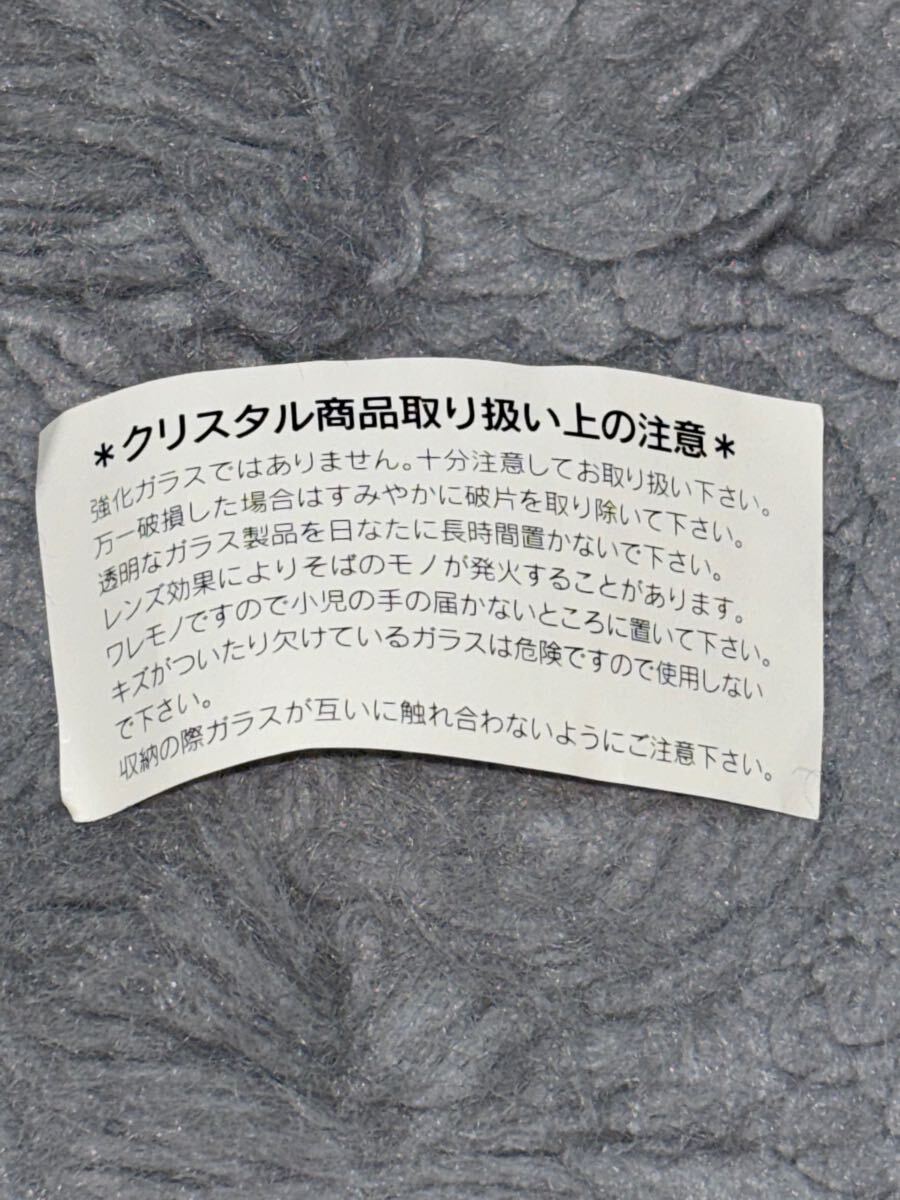 ＊クリスタル商品取り扱い上の注意＊
強化ガラスではありません。十分注意してお取り扱い下さい。
万一破損した場合はすみやかに破片を取り除いて下さい。
透明なガラス製品を日なたに長時間置かないで下さい。
レンズ効果によりそばのモノが発火することがあります。
ワレモノですので小児の手の届かないところに置いて下さい。
キズがついたり欠けているガラスは危険ですので使用しない
で下さい。
収納の際ガラスが互いに触れ合わないようにご注意下さい。